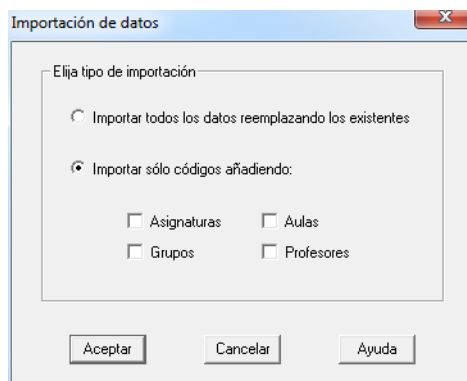 Importación de datos
Elija tipo de importación
Importar todos los datos reemplazando los existentes
Importar sólo códigos añadiendo:
Asignaturas Aulas
Grupos Profesores
Aceptar Cancelar Ayuda